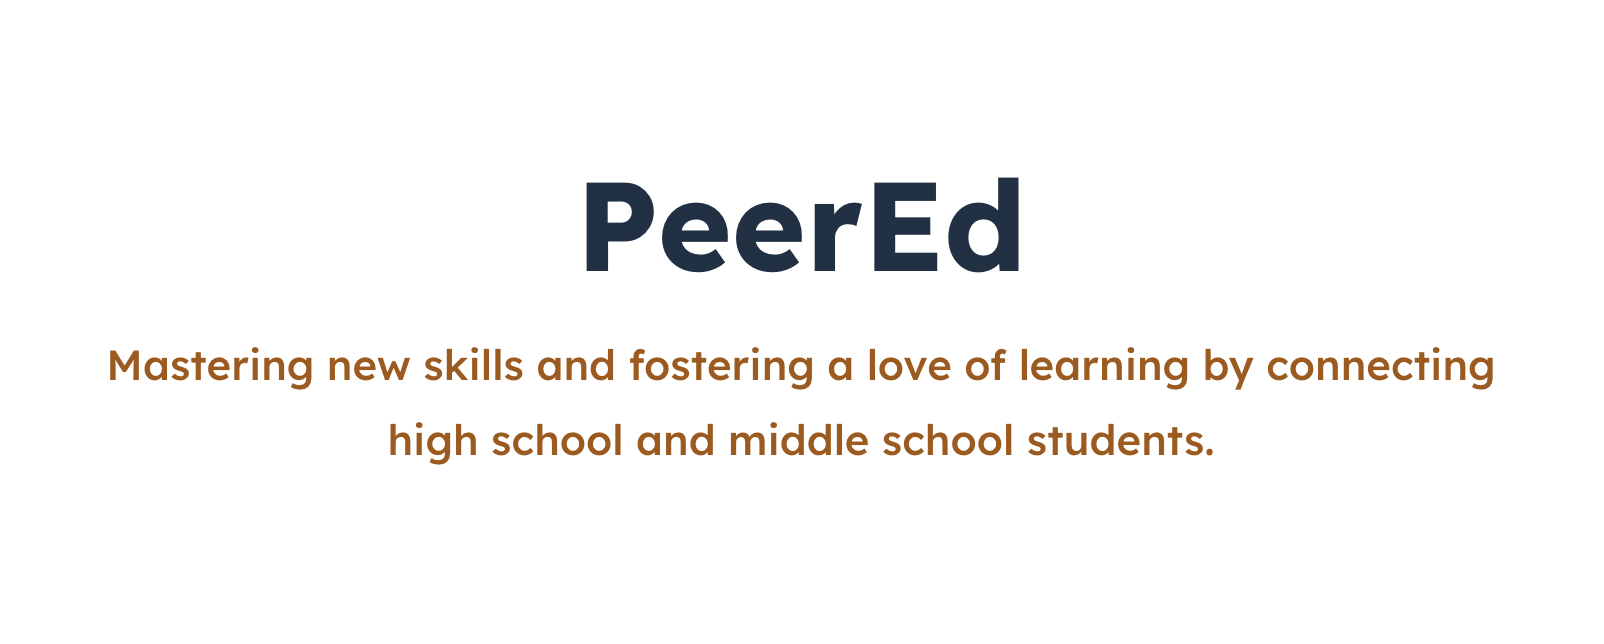 PeerEd
Mastering new skills and fostering a love of learning by connecting
high school and middle school students.